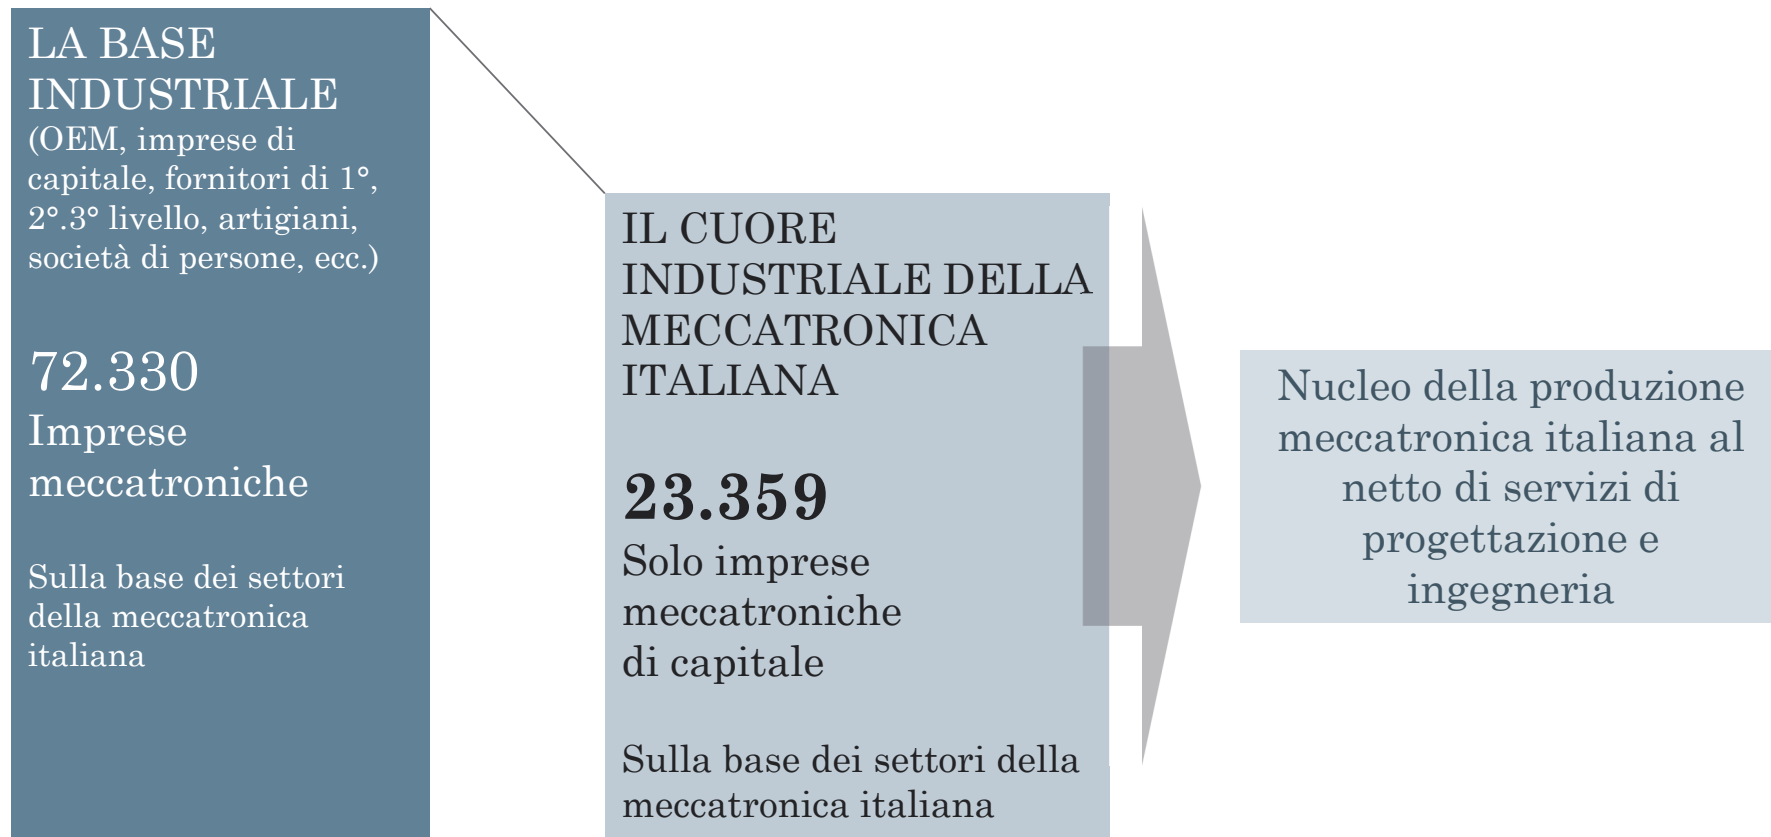 LA BASE
INDUSTRIALE
(OEM, imprese di
capitale, fornitori di 1°,
2°.3° livello, artigiani,
società di persone, ecc.)
72.330
Imprese
meccatroniche
Sulla base dei settori
della meccatronica
italiana
IL CUORE
INDUSTRIALE DELLA
MECCATRONICA
ITALIANA
23.359
Solo imprese
meccatroniche
di capitale
Sulla base dei settori della
meccatronica italiana
Nucleo della produzione
meccatronica italiana al
netto di servizi di
progettazione e
ingegneria